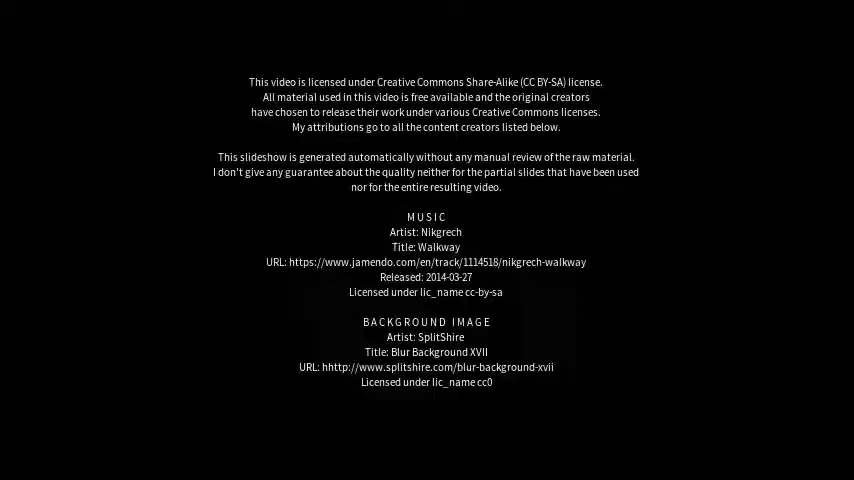 This video is licensed under Creative Commons Share-Alike (CC BY-SA) license.
All material used in this video is free available and the original creators
have chosen to release their work under various Creative Commons licenses.
My attributions go to all the content creators listed below.
This slideshow is generated automatically without any manual review of the raw material.
I don't give any guarantee about the quality neither for the partial slides that have been used
nor for the entire resulting video.
M U S I C
Artist: Nikgrech
Title: Walkway
URL: https://www.jamendo.com/en/track/1114518/nikgrech-walkway
Released: 2014-03-27
Licensed under lic_name cc-by-sa
B A C K G R O U N D   I M A G E
Artist: SplitShire
Title: Blur Background XVII
URL: hhttp://www.splitshire.com/blur-background-xvii
Licensed under lic_name cc0